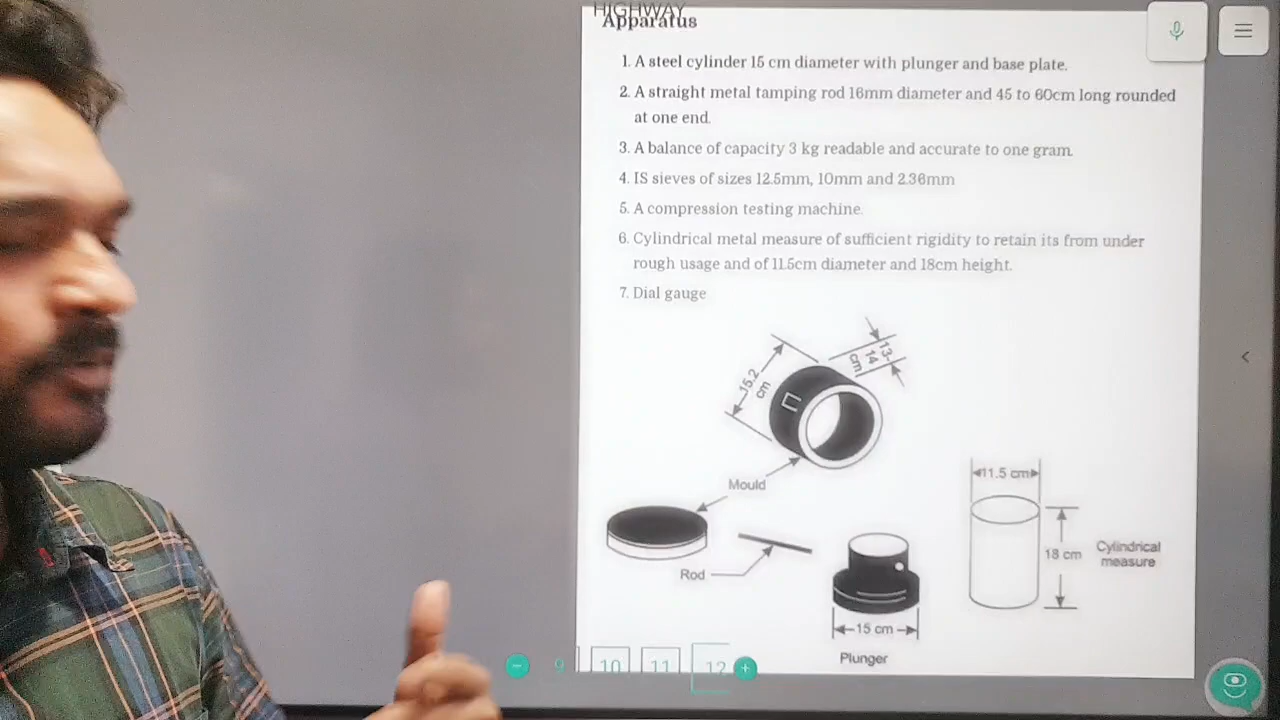 HIGHWAY
Apparatus
1. A steel cylinder 15 cm diameter with plunger and base plate.
2. A straight metal tamping rod 16mm diameter and 45 to 60cm long rounded
at one end.
3. A balance of capacity 3 kg readable and accurate to one gram.
4. IS sieves of sizes 12.5mm, 10mm and 2.36mm
5. A compression testing machine.
6. Cylindrical metal measure of sufficient rigidity to retain its from under
rough usage and of 11.5cm diameter and 18cm height.
7. Dial gauge
13-
14
cm
15.2
cm
Mould
11.5 cm
18 cm
Cylindrical
measure
Rod
15 cm
Plunger
9 10 11 12